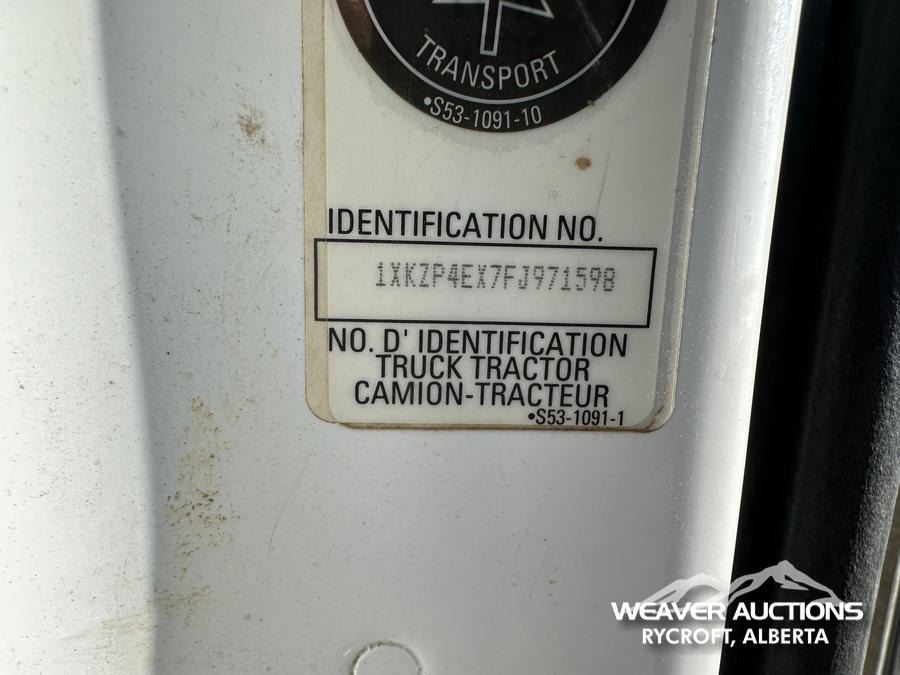 TRANSPORT
•S53-1091-10
IDENTIFICATION NO.
1XKZP4EX7FJ971598
NO. D' IDENTIFICATION
TRUCK TRACTOR
CAMION-TRACTEUR
•S53-1091-1
WEAVER AUCTIONS
RYCROFT, ALBERTA